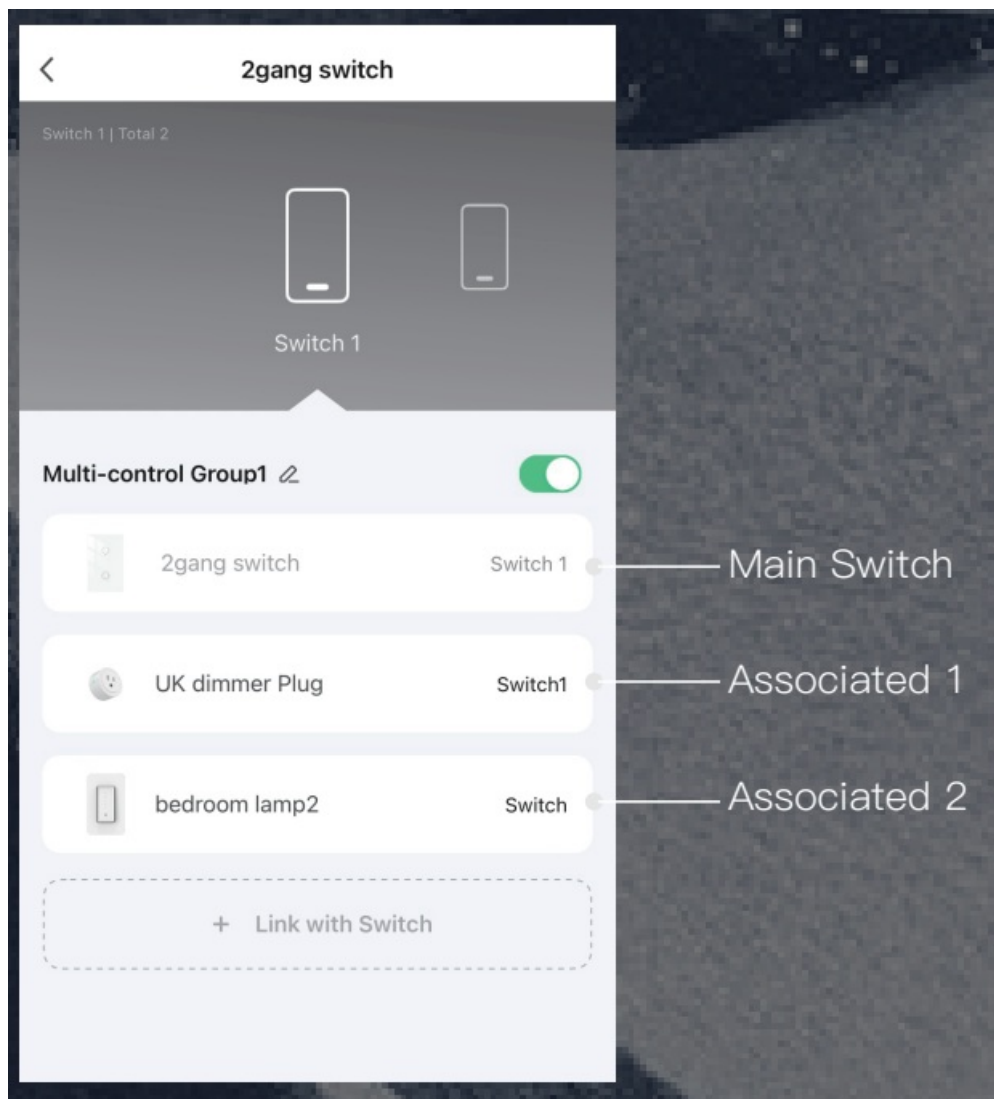 2gang switch
Switch 1 | Total 2
Switch 1
Multi-control Group1
2gang switch Switch 1 Main Switch
UK dimmer Plug Switch1 Associated 1
bedroom lamp2 Switch Associated 2
+ Link with Switch